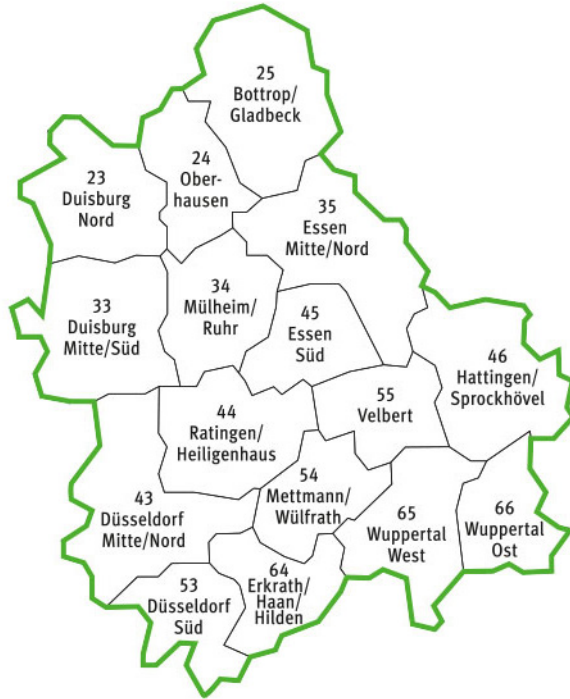 25
Bottrop/
Gladbeck
24
Ober-
hausen
23
Duisburg
Nord
35
Essen
Mitte/Nord
34
Mülheim/
Ruhr
33
Duisburg
Mitte/Süd
45
Essen
Süd
46
Hattingen/
Sprockhövel
55
Velbert
44
Ratingen/
Heiligenhaus
54
Mettmann/
Wülfrath
43
Düsseldorf
Mitte/Nord
65
Wuppertal
West
66
Wuppertal
Ost
64
Erkrath/
Haan/
Hilden
53
Düsseldorf
Süd